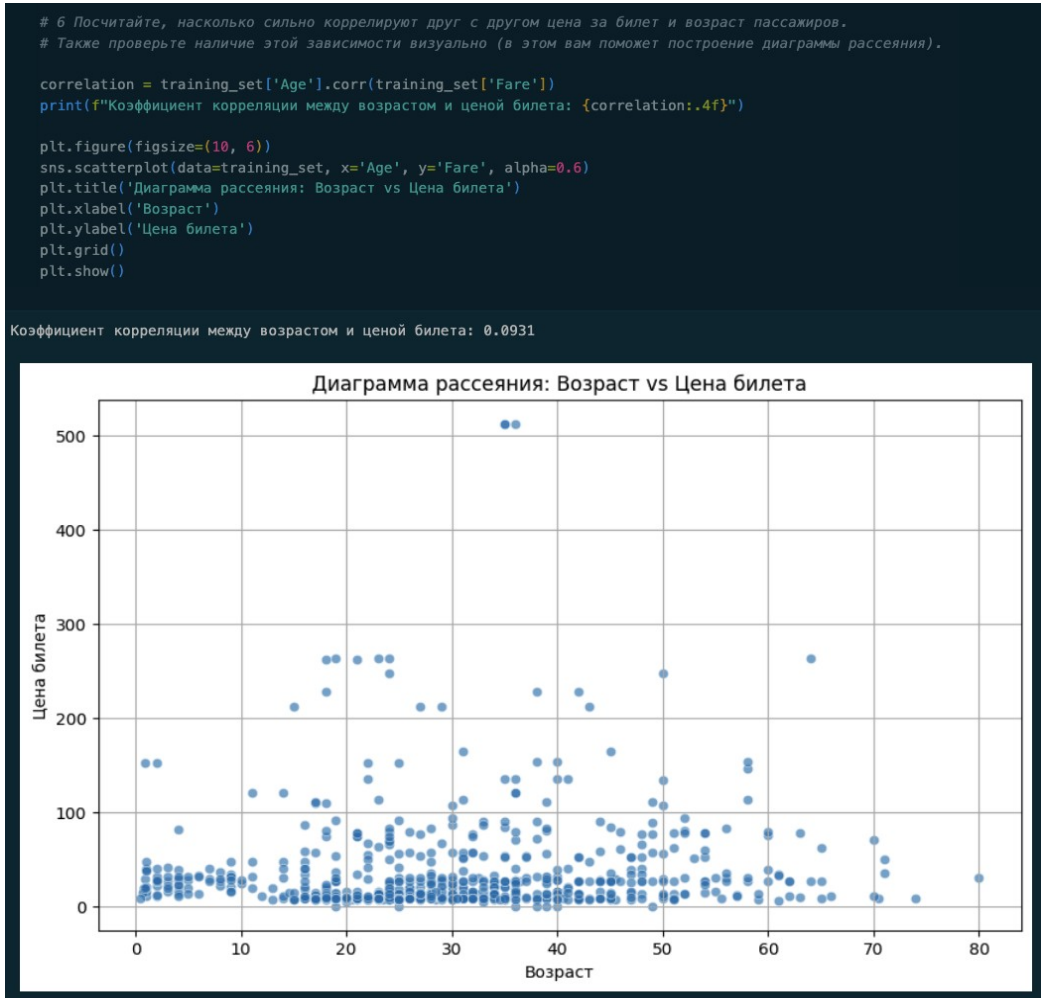 # 6 Посчитайте, насколько сильно коррелируют друг с другом цена за билет и возраст пассажиров.
# Также проверьте наличие этой зависимости визуально (в этом вам поможет построение диаграммы рассеяния).
correlation = training_set['Age'].corr(training_set['Fare'])
print(f"Коэффициент корреляции между возрастом и ценой билета: {correlation:.4f}")
plt.figure(figsize=(10, 6))
sns.scatterplot(data=training_set, x='Age', y='Fare', alpha=0.6)
plt.title('Диаграмма рассеяния: Возраст vs Цена билета')
plt.xlabel('Возраст')
plt.ylabel('Цена билета')
plt.grid()
plt.show()
Коэффициент корреляции между возрастом и ценой билета: 0.0931
Диаграмма рассеяния: Возраст vs Цена билета
Цена билета
500
400
300
200
100
0
0 10 20 30 40 50 60 70 80
Возраст